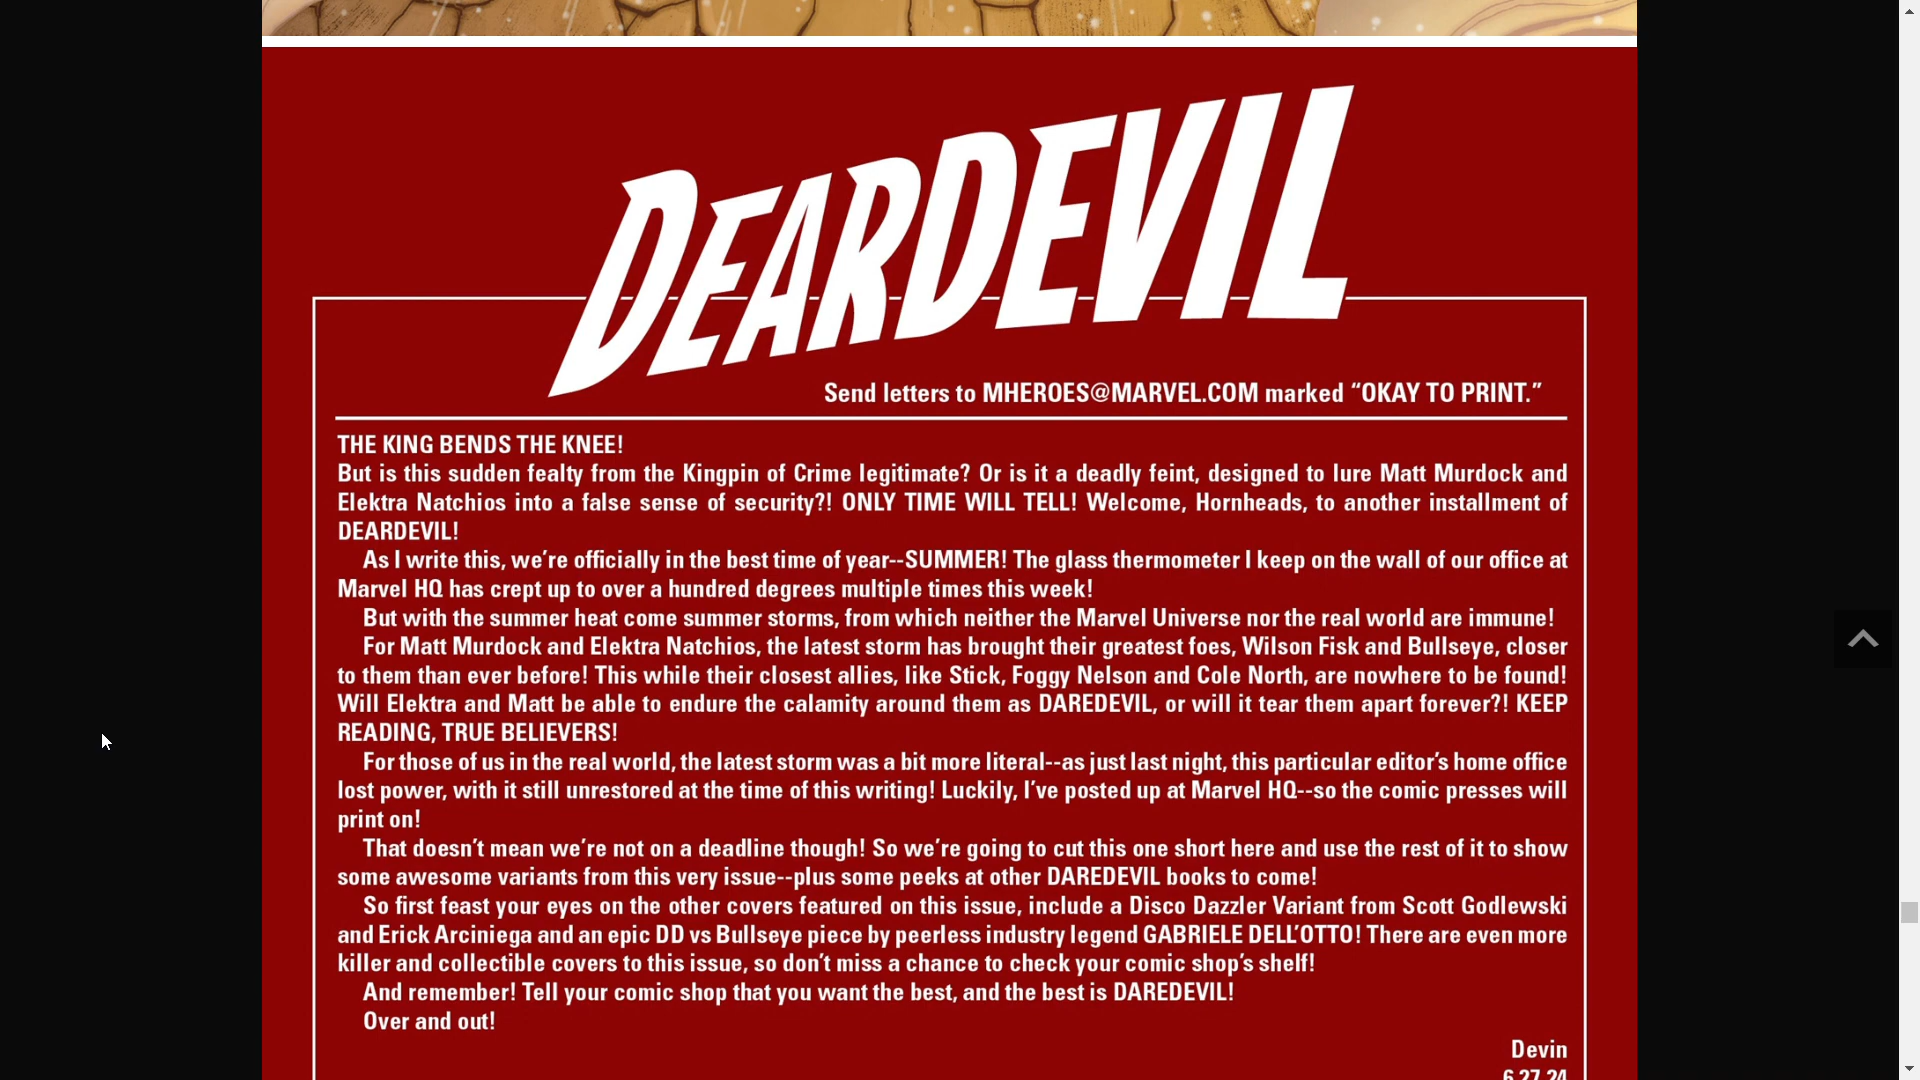 DEARDEVIL
Send letters to MHEROES@MARVEL.COM marked “OKAY TO PRINT.”
THE KING BENDS THE KNEE!
But is this sudden fealty from the Kingpin of Crime legitimate? Or is it a deadly feint, designed to lure Matt Murdock and
Elektra Natchios into a false sense of security?! ONLY TIME WILL TELL! Welcome, Hornheads, to another installment of
DEARDEVIL!
As I write this, we’re officially in the best time of year--SUMMER! The glass thermometer I keep on the wall of our office at
Marvel HQ has crept up to over a hundred degrees multiple times this week!
But with the summer heat come summer storms, from which neither the Marvel Universe nor the real world are immune!
For Matt Murdock and Elektra Natchios, the latest storm has brought their greatest foes, Wilson Fisk and Bullseye, closer
to them than ever before! This while their closest allies, like Stick, Foggy Nelson and Cole North, are nowhere to be found!
Will Elektra and Matt be able to endure the calamity around them as DAREDEVIL, or will it tear them apart forever?! KEEP
READING, TRUE BELIEVERS!
For those of us in the real world, the latest storm was a bit more literal--as just last night, this particular editor’s home office
lost power, with it still unrestored at the time of this writing! Luckily, I’ve posted up at Marvel HQ--so the comic presses will
print on!
That doesn’t mean we’re not on a deadline though! So we’re going to cut this one short here and use the rest of it to show
some awesome variants from this very issue--plus some peeks at other DAREDEVIL books to come!
So first feast your eyes on the other covers featured on this issue, include a Disco Dazzler Variant from Scott Godlewski
and Erick Arciniega and an epic DD vs Bullseye piece by peerless industry legend GABRIELE DELL’OTTO! There are even more
killer and collectible covers to this issue, so don’t miss a chance to check your comic shop’s shelf!
And remember! Tell your comic shop that you want the best, and the best is DAREDEVIL!
Over and out!
Devin
6.27.24